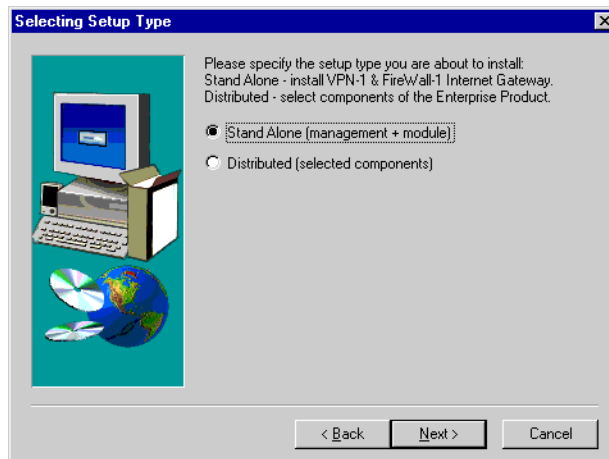 Selecting Setup Type
Please specify the setup type you are about to install:
Stand Alone - install VPN-1 & FireWall-1 Internet Gateway.
Distributed - select components of the Enterprise Product.
Stand Alone (management + module)
Distributed (selected components)
< Back Next > Cancel